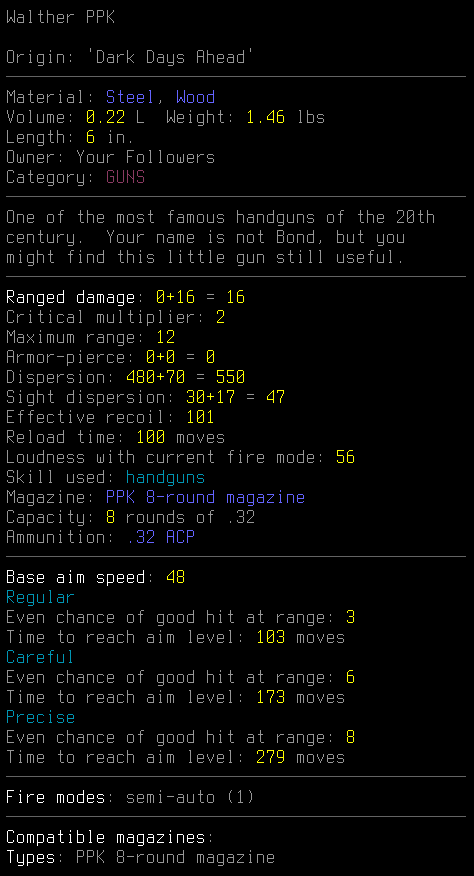 Walther PPK
Origin: 'Dark Days Ahead'
Material: Steel, Wood
Volume: 0.22 L  Weight: 1.46 lbs
Length: 6 in.
Owner: Your Followers
Category: GUNS
One of the most famous handguns of the 20th
century.  Your name is not Bond, but you
might find this little gun still useful.
Ranged damage: 0+16 = 16
Critical multiplier: 2
Maximum range: 12
Armor-pierce: 0+0 = 0
Dispersion: 480+70 = 550
Sight dispersion: 30+17 = 47
Effective recoil: 101
Reload time: 100 moves
Loudness with current fire mode: 56
Skill used: handguns
Magazine: PPK 8-round magazine
Capacity: 8 rounds of .32
Ammunition: .32 ACP
Base aim speed: 48
Regular
Even chance of good hit at range: 3
Time to reach aim level: 103 moves
Careful
Even chance of good hit at range: 6
Time to reach aim level: 173 moves
Precise
Even chance of good hit at range: 8
Time to reach aim level: 279 moves
Fire modes: semi-auto (1)
Compatible magazines:
Types: PPK 8-round magazine